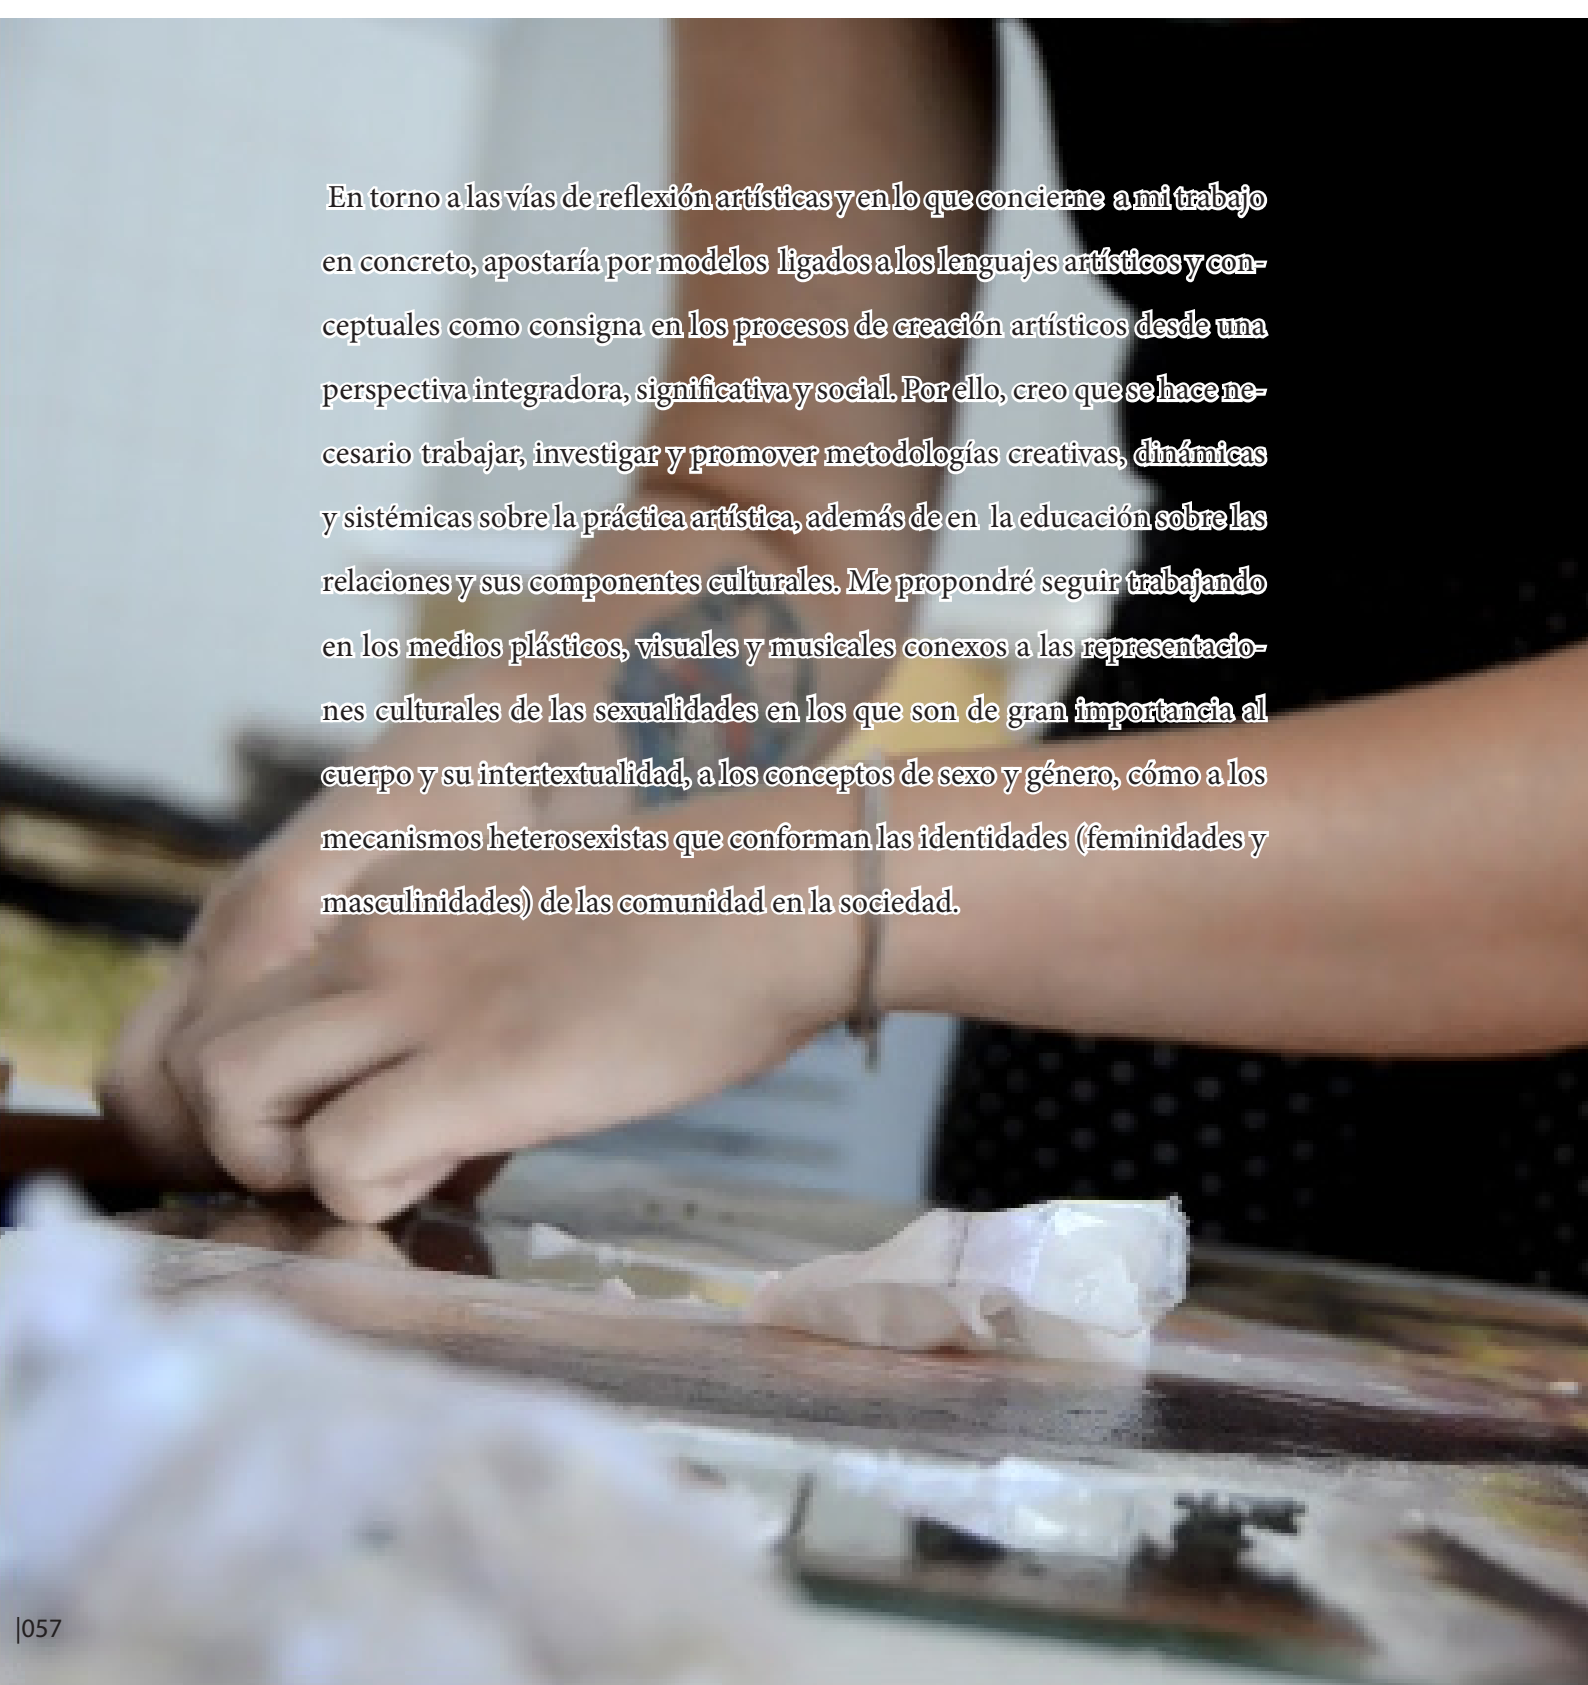 En torno a las vías de reflexión artísticas y en lo que concierne a mi trabajo
en concreto, apostaría por modelos ligados a los lenguajes artísticos y con-
ceptuales como consigna en los procesos de creación artísticos desde una
perspectiva integradora, significativa y social. Por ello, creo que se hace ne-
cesario trabajar, investigar y promover metodologías creativas, dinámicas
y sistémicas sobre la práctica artística, además de en la educación sobre las
relaciones y sus componentes culturales. Me propondré seguir trabajando
en los medios plásticos, visuales y musicales conexos a las representacio-
nes culturales de las sexualidades en los que son de gran importancia al
cuerpo y su intertextualidad, a los conceptos de sexo y género, cómo a los
mecanismos heterosexistas que conforman las identidades (feminidades y
masculinidades) de las comunidad en la sociedad.
|057